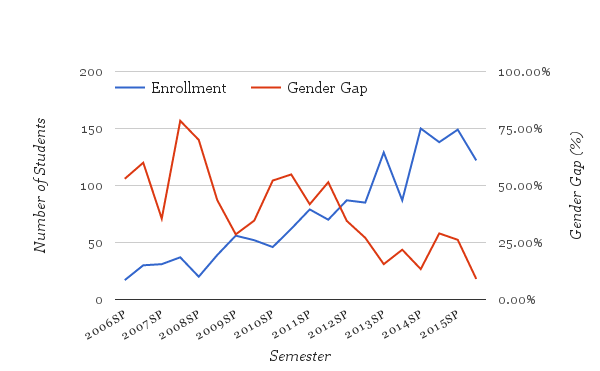 200
100.00%
Enrollment
Gender Gap
150
75.00%
100
50.00%
50
25.00%
0
0.00%
Number of Students
Gender Gap (%)
2006SP
2007SP
2008SP
2009SP
2010SP
2011SP
2012SP
2013SP
2014SP
2015SP
Semester